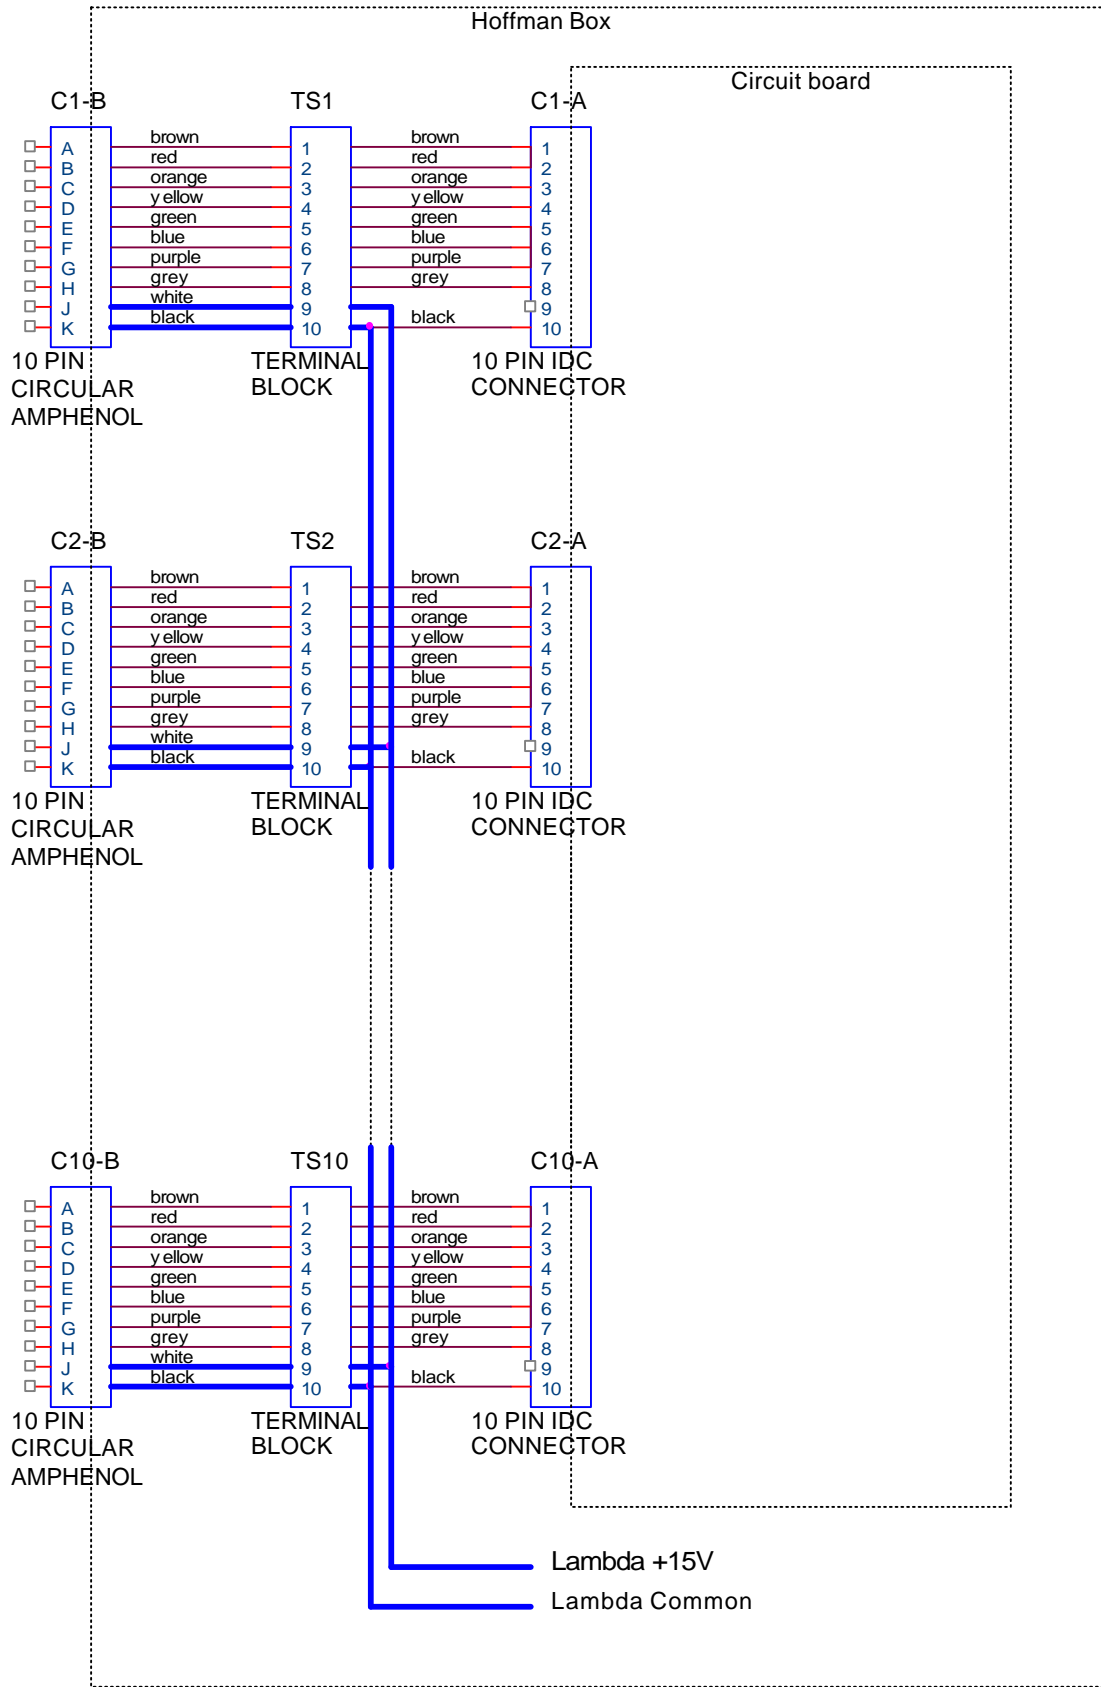 Hoffman Box
Circuit board
C1-B TS1 C1-A
A brown 1 brown 1
B red 2 red 2
C orange 3 orange 3
D yellow 4 yellow 4
E green 5 green 5
F blue 6 blue 6
G purple 7 purple 7
H grey 8 grey 8
J white 9 9
K black 10 black 10
10 PIN TERMINAL 10 PIN IDC
CIRCULAR BLOCK CONNECTOR
AMPHENOL
C2-B TS2 C2-A
A brown 1 brown 1
B red 2 red 2
C orange 3 orange 3
D yellow 4 yellow 4
E green 5 green 5
F blue 6 blue 6
G purple 7 purple 7
H grey 8 grey 8
J white 9 9
K black 10 black 10
10 PIN TERMINAL 10 PIN IDC
CIRCULAR BLOCK CONNECTOR
AMPHENOL
C10-B TS10 C10-A
A brown 1 brown 1
B red 2 red 2
C orange 3 orange 3
D yellow 4 yellow 4
E green 5 green 5
F blue 6 blue 6
G purple 7 purple 7
H grey 8 grey 8
J white 9 9
K black 10 black 10
10 PIN TERMINAL 10 PIN IDC
CIRCULAR BLOCK CONNECTOR
AMPHENOL
Lambda +15V
Lambda Common